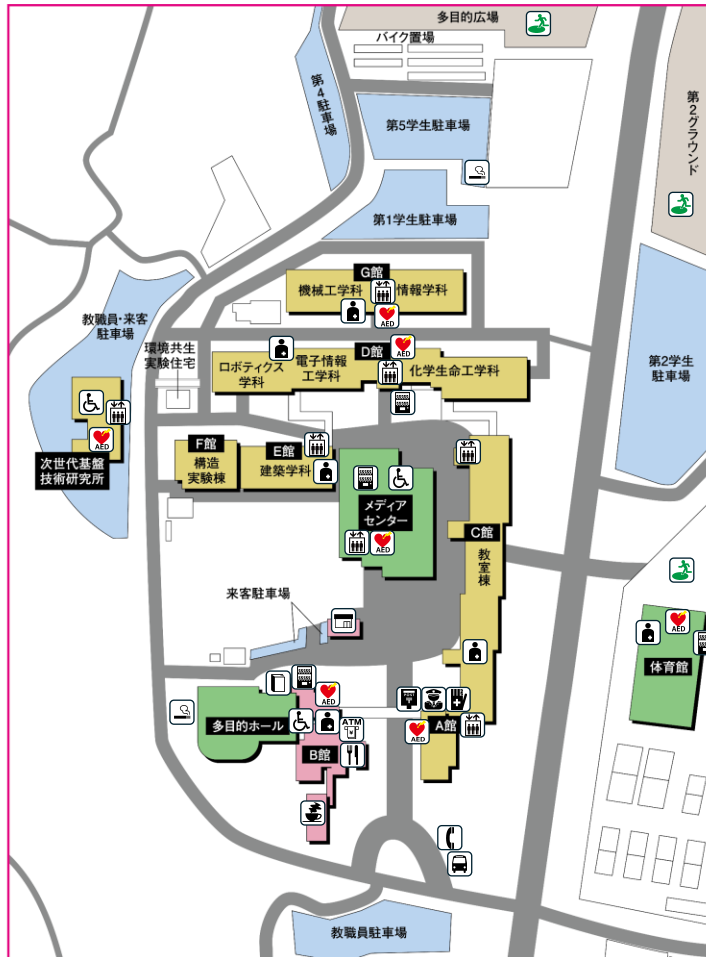 多目的広場
バイク置場
第4駐車場
第5学生駐車場
第2グラウンド
第1学生駐車場
G館
機械工学科
情報学科
AED
教職員・来客
駐車場
環境共生
実験住宅
D館
AED
ロボティクス
学科
電子情報
工学科
化学生命工学科
第2学生
駐車場
AED
次世代基盤
技術研究所
F館
構造
実験棟
E館
建築学科
メディア
センター
AED
C館
教室棟
来客駐車場
AED
体育館
AED
多目的ホール
ATM
B館
POST
A館
AED
教職員駐車場